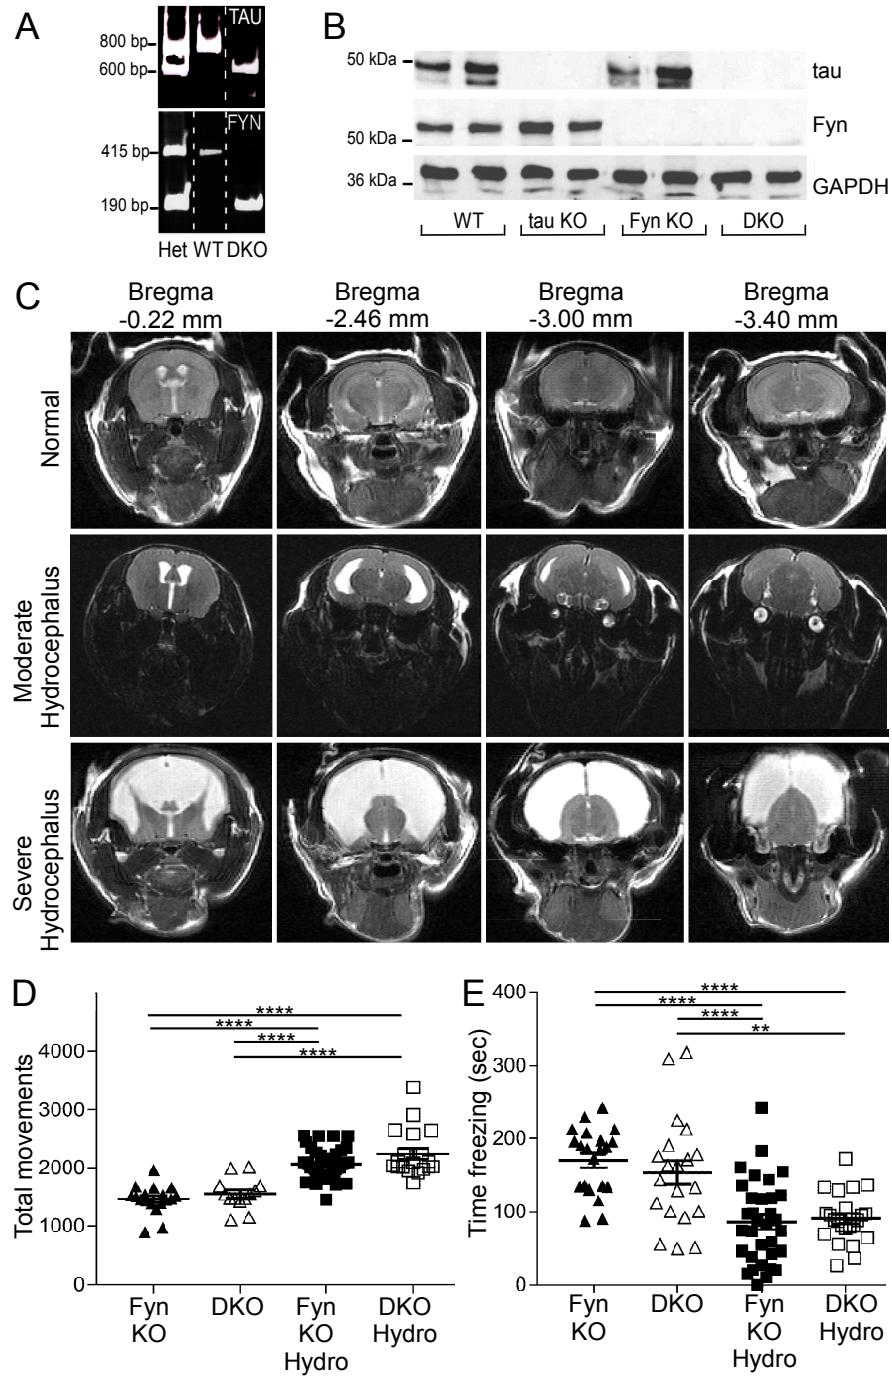 A
TAU
800 bp
600 bp
FYN
415 bp
190 bp
Het WT DKO
B
50 kDa
tau
50 kDa
Fyn
36 kDa
GAPDH
WT tau KO Fyn KO DKO
C
Bregma
-0.22 mm
Bregma
-2.46 mm
Bregma
-3.00 mm
Bregma
-3.40 mm
Normal
Moderate
Hydrocephalus
Severe
Hydrocephalus
D
Total movements
4000
3000
2000
1000
0
****
****
****
****
Fyn
KO
DKO
Fyn
KO
Hydro
DKO
Hydro
E
Time freezing (sec)
400
300
200
100
0
****
****
****
**
Fyn
KO
DKO
Fyn
KO
Hydro
DKO
Hydro